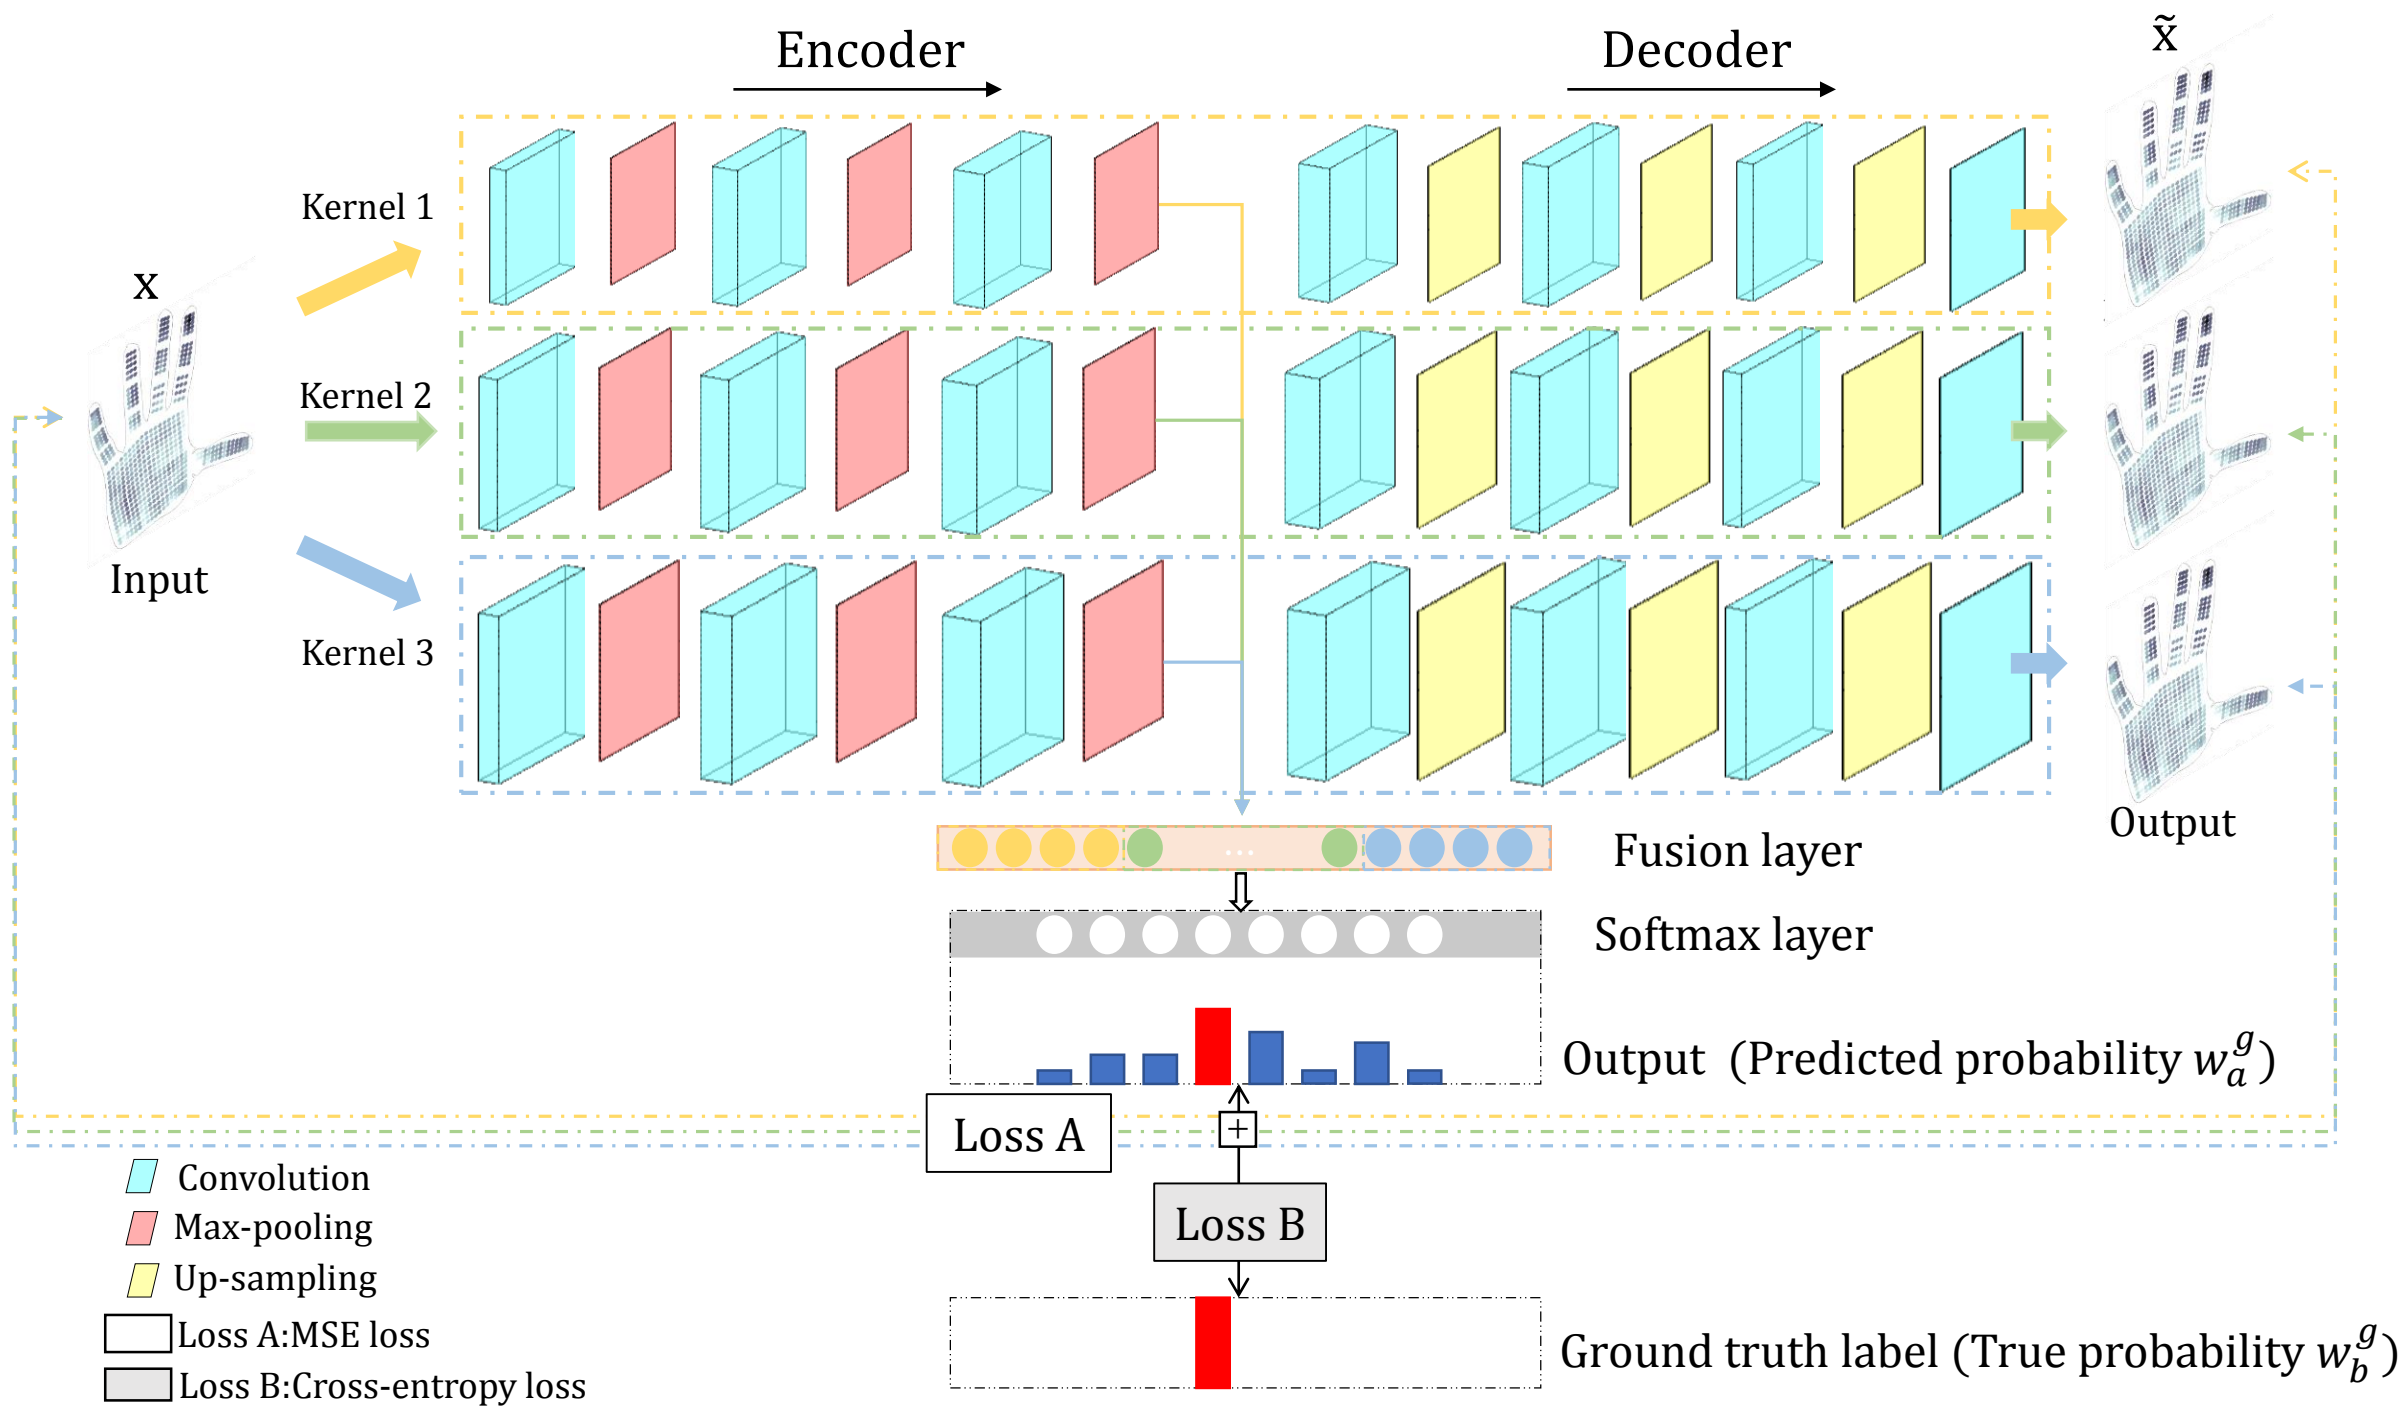 Encoder
Decoder
x̃
Kernel 1
x
Kernel 2
Input
Kernel 3
Output
...
Fusion layer
Softmax layer
Output (Predicted probability w_a^g)
Loss A
+
Convolution
Loss B
Max-pooling
Up-sampling
Loss A:MSE loss
Ground truth label (True probability w_b^g)
Loss B:Cross-entropy loss